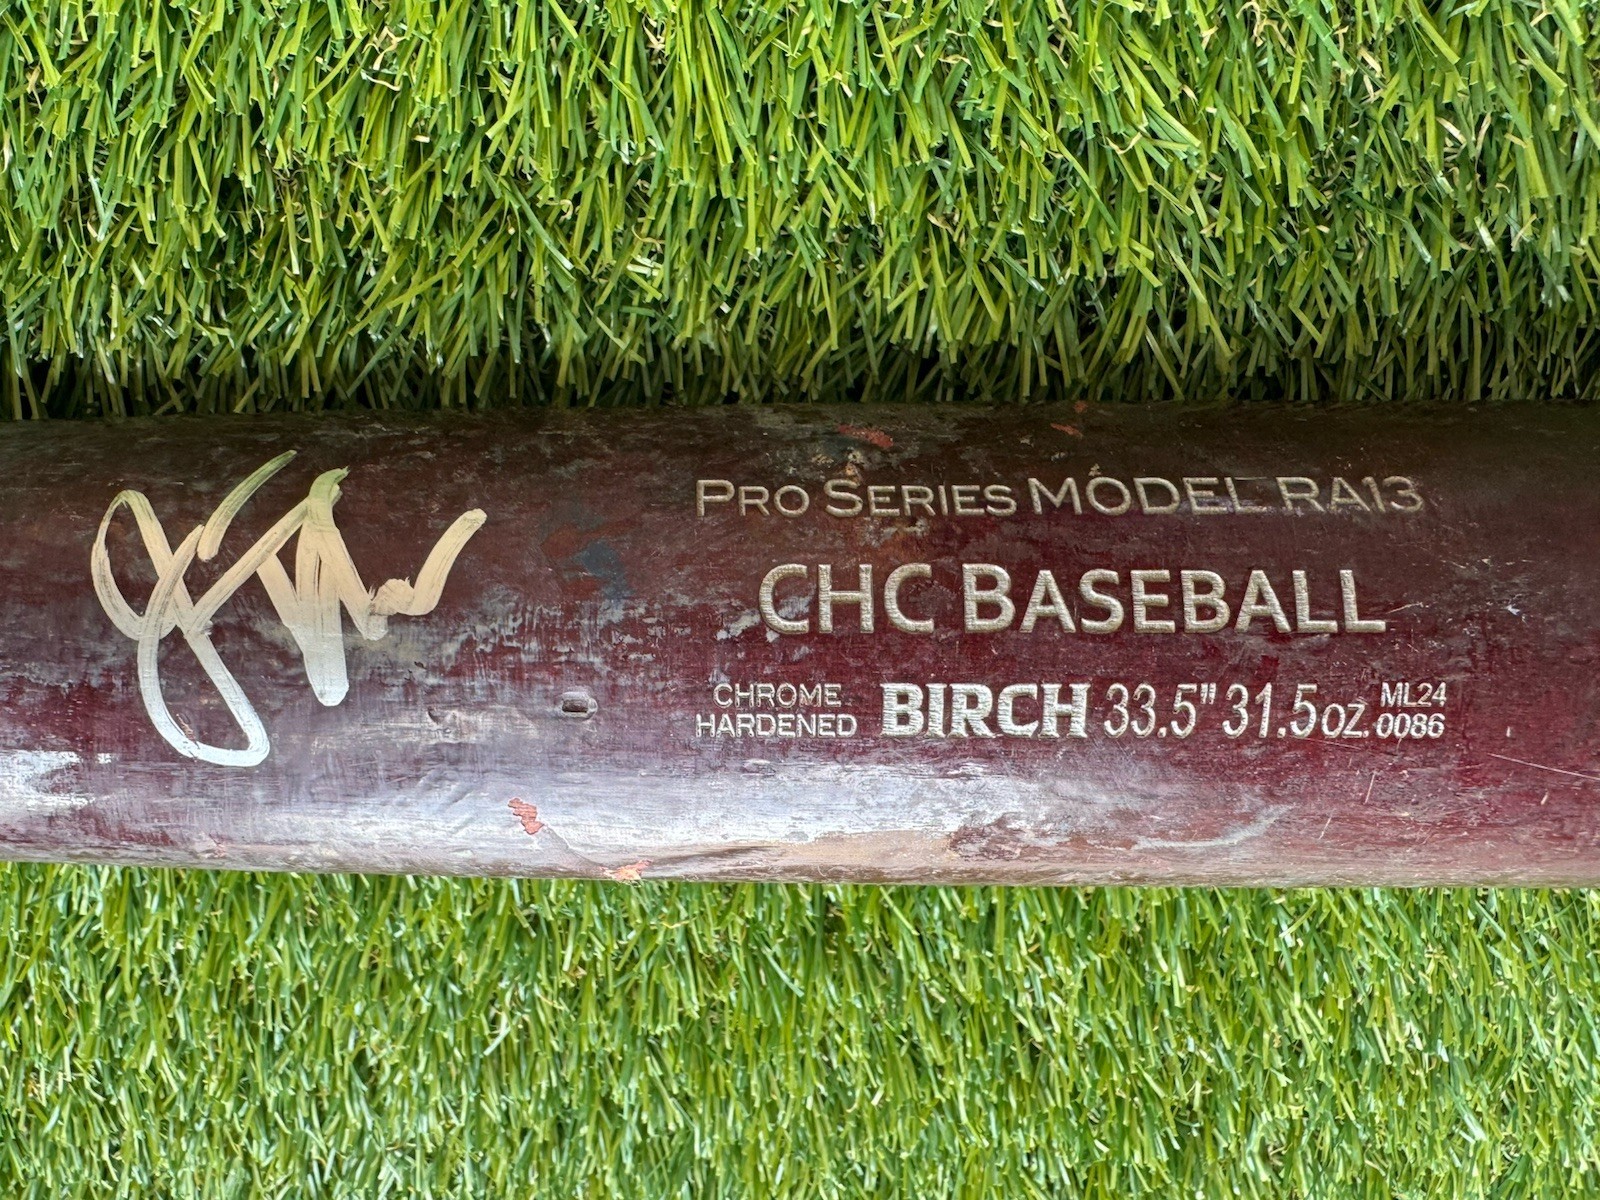 PRO SERIES MODEL RA13
CHC BASEBALL
CHROME
HARDENED
BIRCH 33.5" 31.5 OZ.
ML24
0086